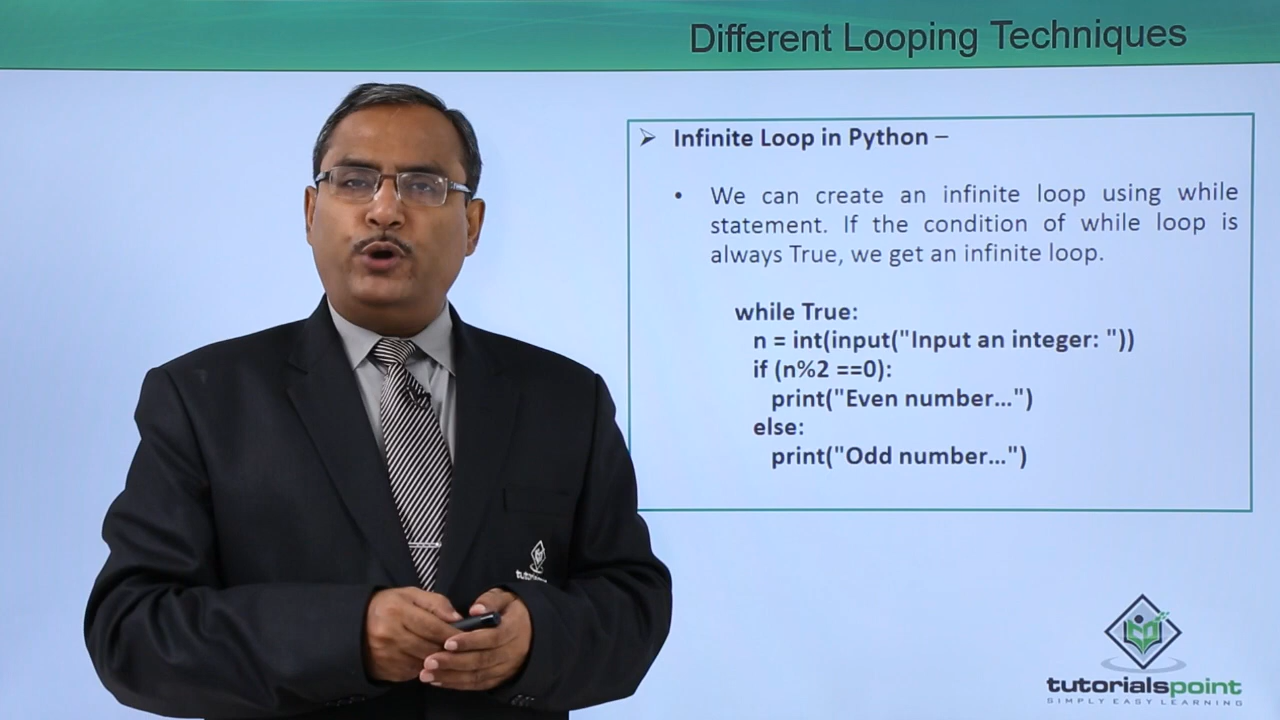 Different Looping Techniques
➢ Infinite Loop in Python –
• We can create an infinite loop using while
statement. If the condition of while loop is
always True, we get an infinite loop.
while True:
n = int(input("Input an integer: "))
if (n%2 ==0):
print("Even number...")
else:
print("Odd number...")
tutorialspoint
SIMPLY EASY LEARNING